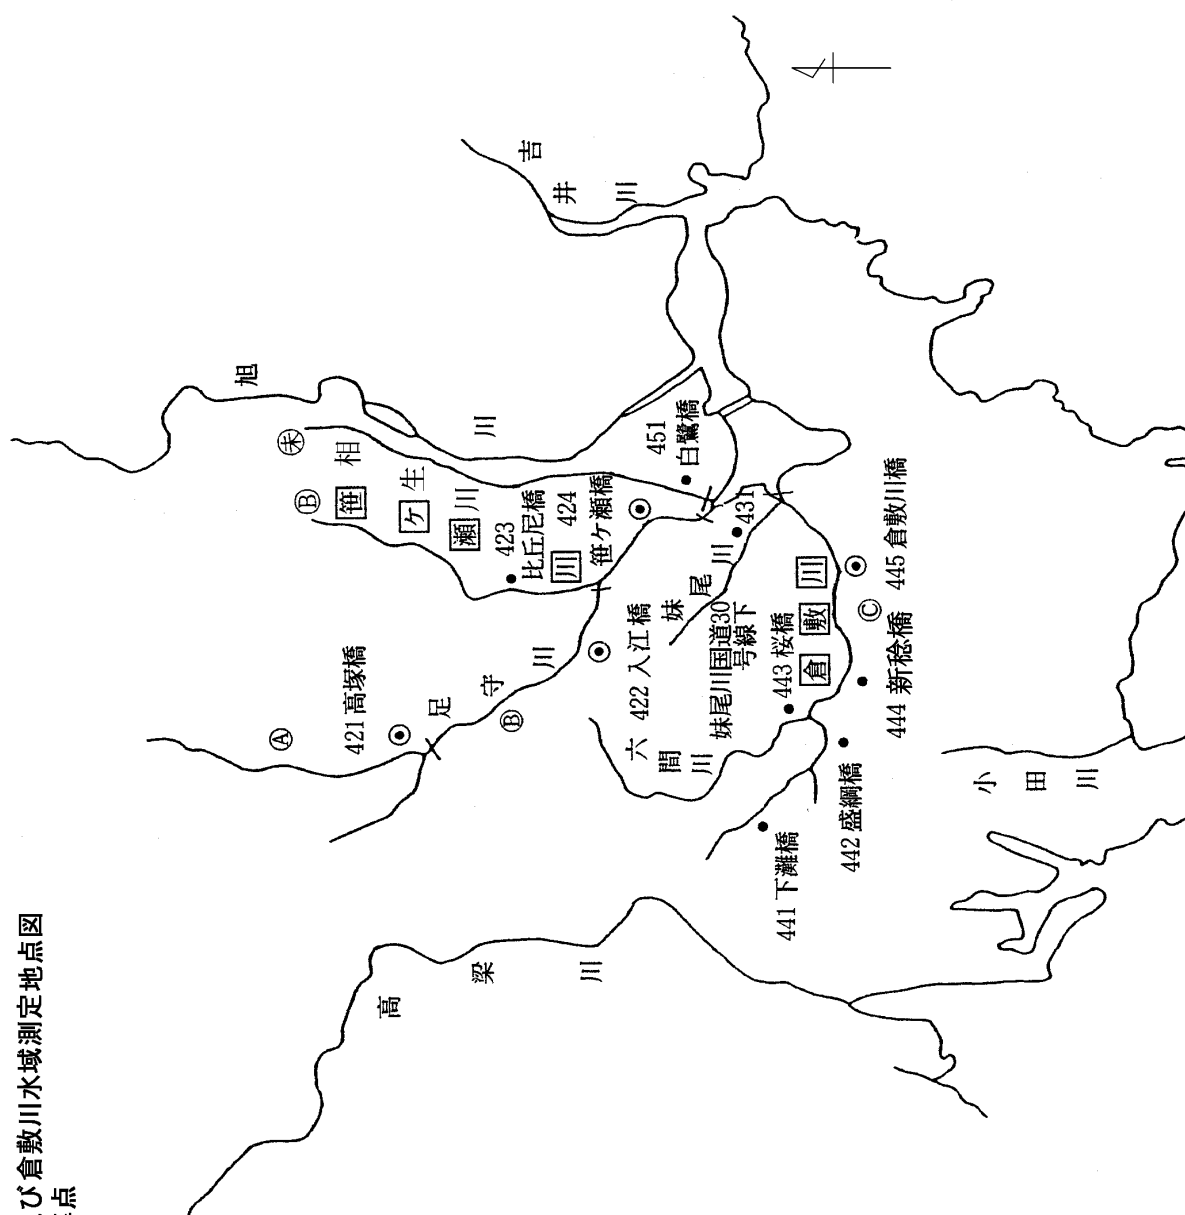 び倉敷川水域測定地点図
点
Ⓐ
421 高塚橋
足守川
Ⓑ
422 入江橋
Ⓑ
笹ケ瀬川
423
比丘尼橋
424
笹ケ瀬橋
㊍
相生川
旭川
451
白鷺橋
吉井川
431
妹尾川
妹尾川国道30
号線下
443 桜橋
六間川
倉敷川
Ⓒ
445 倉敷川橋
444 新稔橋
442 盛綱橋
441 下灘橋
小田川
高梁川